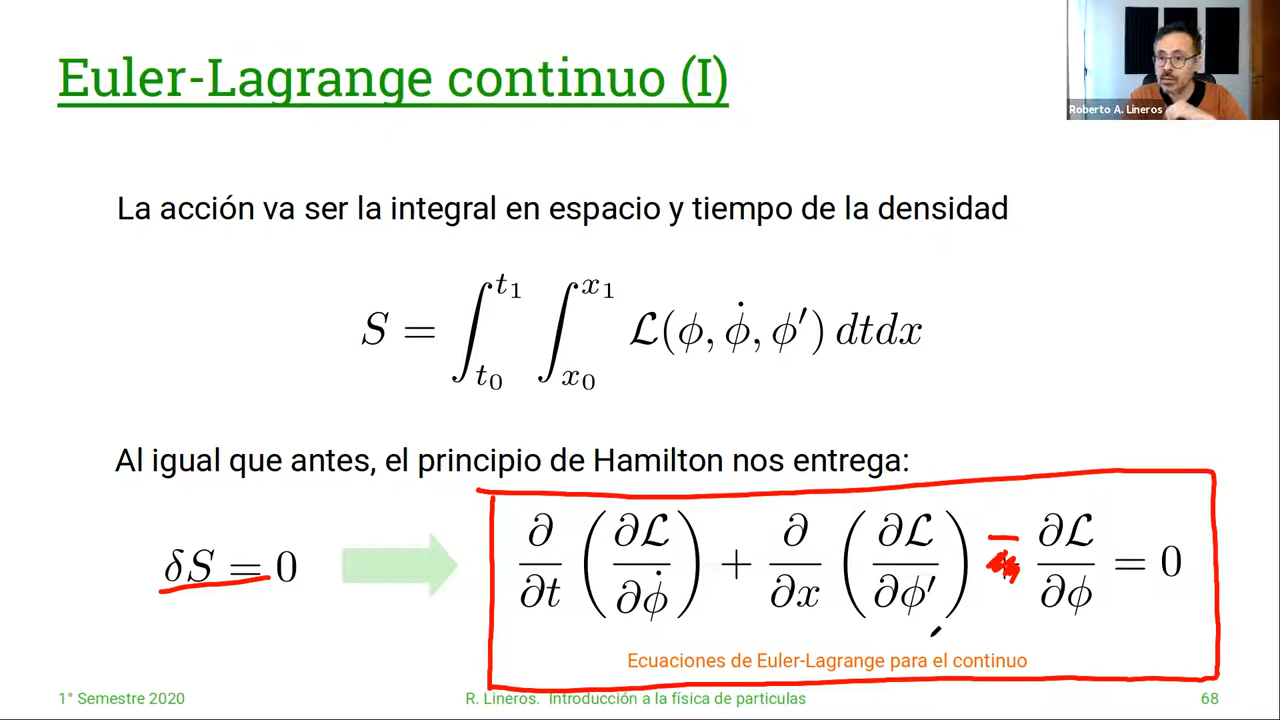 Euler-Lagrange continuo (I)
Roberto A. Lineros
La acción va ser la integral en espacio y tiempo de la densidad
S = ∫_{t_0}^{t_1} ∫_{x_0}^{x_1} ℒ(ϕ, ϕ̇, ϕ′) dtdx
Al igual que antes, el principio de Hamilton nos entrega:
δS = 0
∂/∂t (∂ℒ/∂ϕ̇) + ∂/∂x (∂ℒ/∂ϕ′) − ∂ℒ/∂ϕ = 0
Ecuaciones de Euler-Lagrange para el continuo
1° Semestre 2020
R. Lineros. Introducción a la física de particulas
68